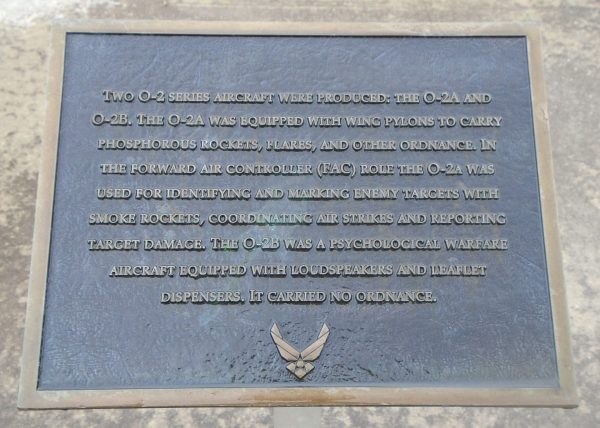 Two O-2 series aircraft were produced: the O-2A and
O-2B. The O-2A was equipped with wing pylons to carry
phosphorous rockets, flares, and other ordnance. In
the forward air controller (FAC) role the O-2a was
used for identifying and marking enemy targets with
smoke rockets, coordinating air strikes and reporting
target damage. The O-2B was a psychological warfare
aircraft equipped with loudspeakers and leaflet
dispensers. It carried no ordnance.